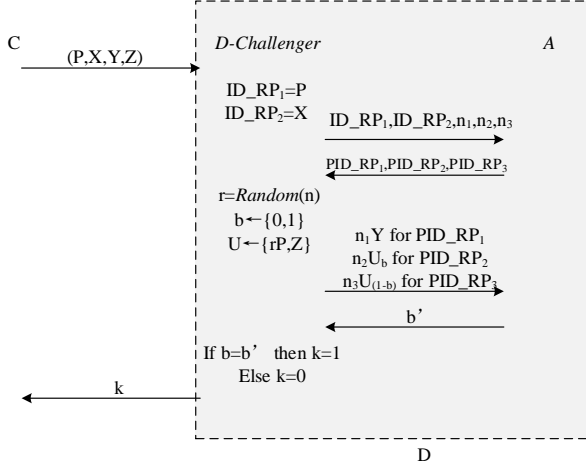 C
(P,X,Y,Z)
D-Challenger
A
ID_RP₁=P
ID_RP₂=X
ID_RP₁,ID_RP₂,n₁,n₂,n₃
PID_RP₁,PID_RP₂,PID_RP₃
r=Random(n)
b←{0,1}
U←{rP,Z}
n₁Y for PID_RP₁
n₂U_b for PID_RP₂
n₃U₍₁₋b₎ for PID_RP₃
b’
If b=b’ then k=1
Else k=0
k
D